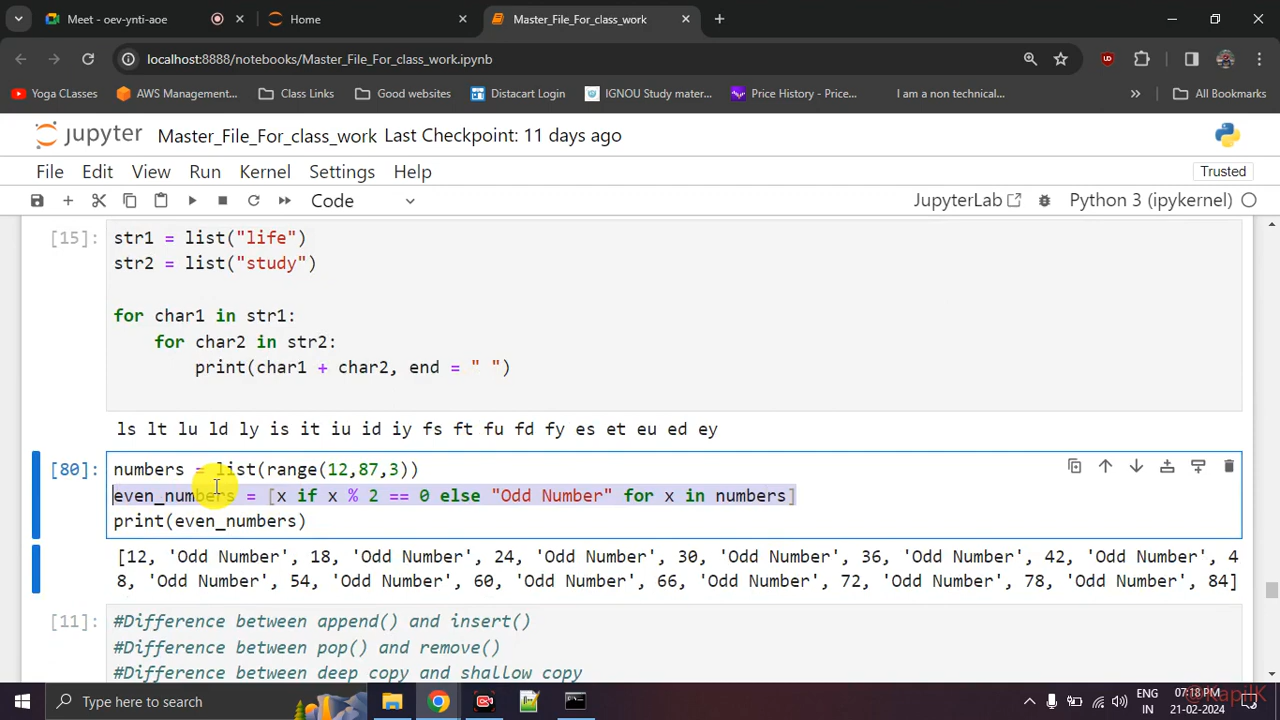 Meet - oev-ynti-aoe
Home
Master_File_For_class_work
localhost:8888/notebooks/Master_File_For_class_work.ipynb
Yoga CLasses
AWS Management...
Class Links
Good websites
Distacart Login
IGNOU Study mater...
Price History - Price...
I am a non technical...
All Bookmarks
jupyter Master_File_For_class_work Last Checkpoint: 11 days ago
File Edit View Run Kernel Settings Help
Trusted
Code
JupyterLab
Python 3 (ipykernel)
[15]:
str1 = list("life")
str2 = list("study")
for char1 in str1:
for char2 in str2:
print(char1 + char2, end = " ")
ls lt lu ld ly is it iu id iy fs ft fu fd fy es et eu ed ey
[80]:
numbers = list(range(12,87,3))
even_numbers = [x if x % 2 == 0 else "Odd Number" for x in numbers]
print(even_numbers)
[12, 'Odd Number', 18, 'Odd Number', 24, 'Odd Number', 30, 'Odd Number', 36, 'Odd Number', 42, 'Odd Number', 4
8, 'Odd Number', 54, 'Odd Number', 60, 'Odd Number', 66, 'Odd Number', 72, 'Odd Number', 78, 'Odd Number', 84]
[11]:
#Difference between append() and insert()
#Difference between pop() and remove()
#Difference between deep copy and shallow copy
Type here to search
ENG
IN
07:18 PM
21-02-2024
@KapilK